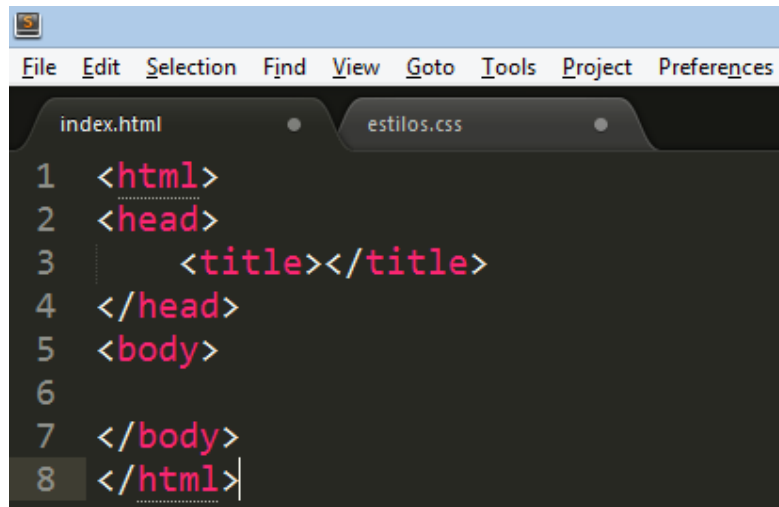 File Edit Selection Find View Goto Tools Project Preferences
index.html estilos.css
1 <html>
2 <head>
3 <title></title>
4 </head>
5 <body>
6
7 </body>
8 </html>